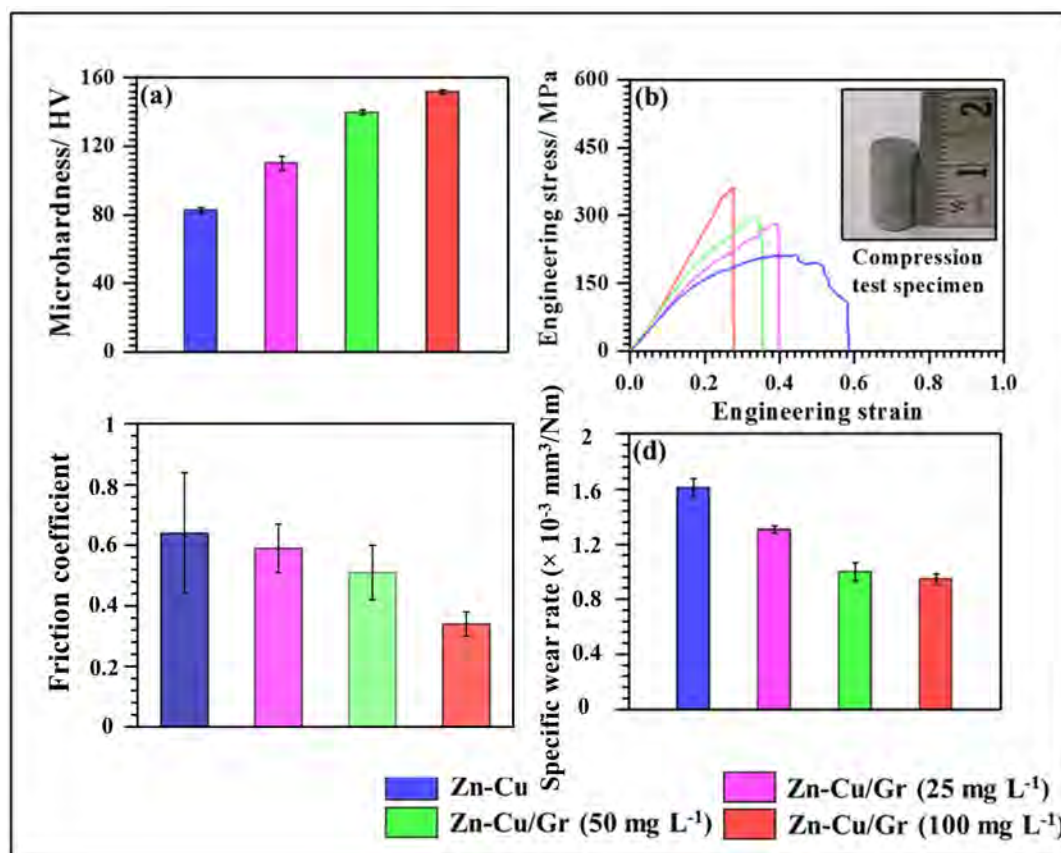 (a)
Microhardness/ HV
160
120
80
40
0
(b)
Engineering stress/ MPa
600
450
300
150
0
0.0 0.2 0.4 0.6 0.8 1.0
Engineering strain
1 2
Compression
test specimen
Friction coefficient
1
0.8
0.6
0.4
0.2
0
(d)
Specific wear rate (× 10⁻³ mm³/Nm)
2
1.6
1.2
0.8
0.4
0
Zn-Cu
Zn-Cu/Gr (25 mg L⁻¹)
Zn-Cu/Gr (50 mg L⁻¹)
Zn-Cu/Gr (100 mg L⁻¹)